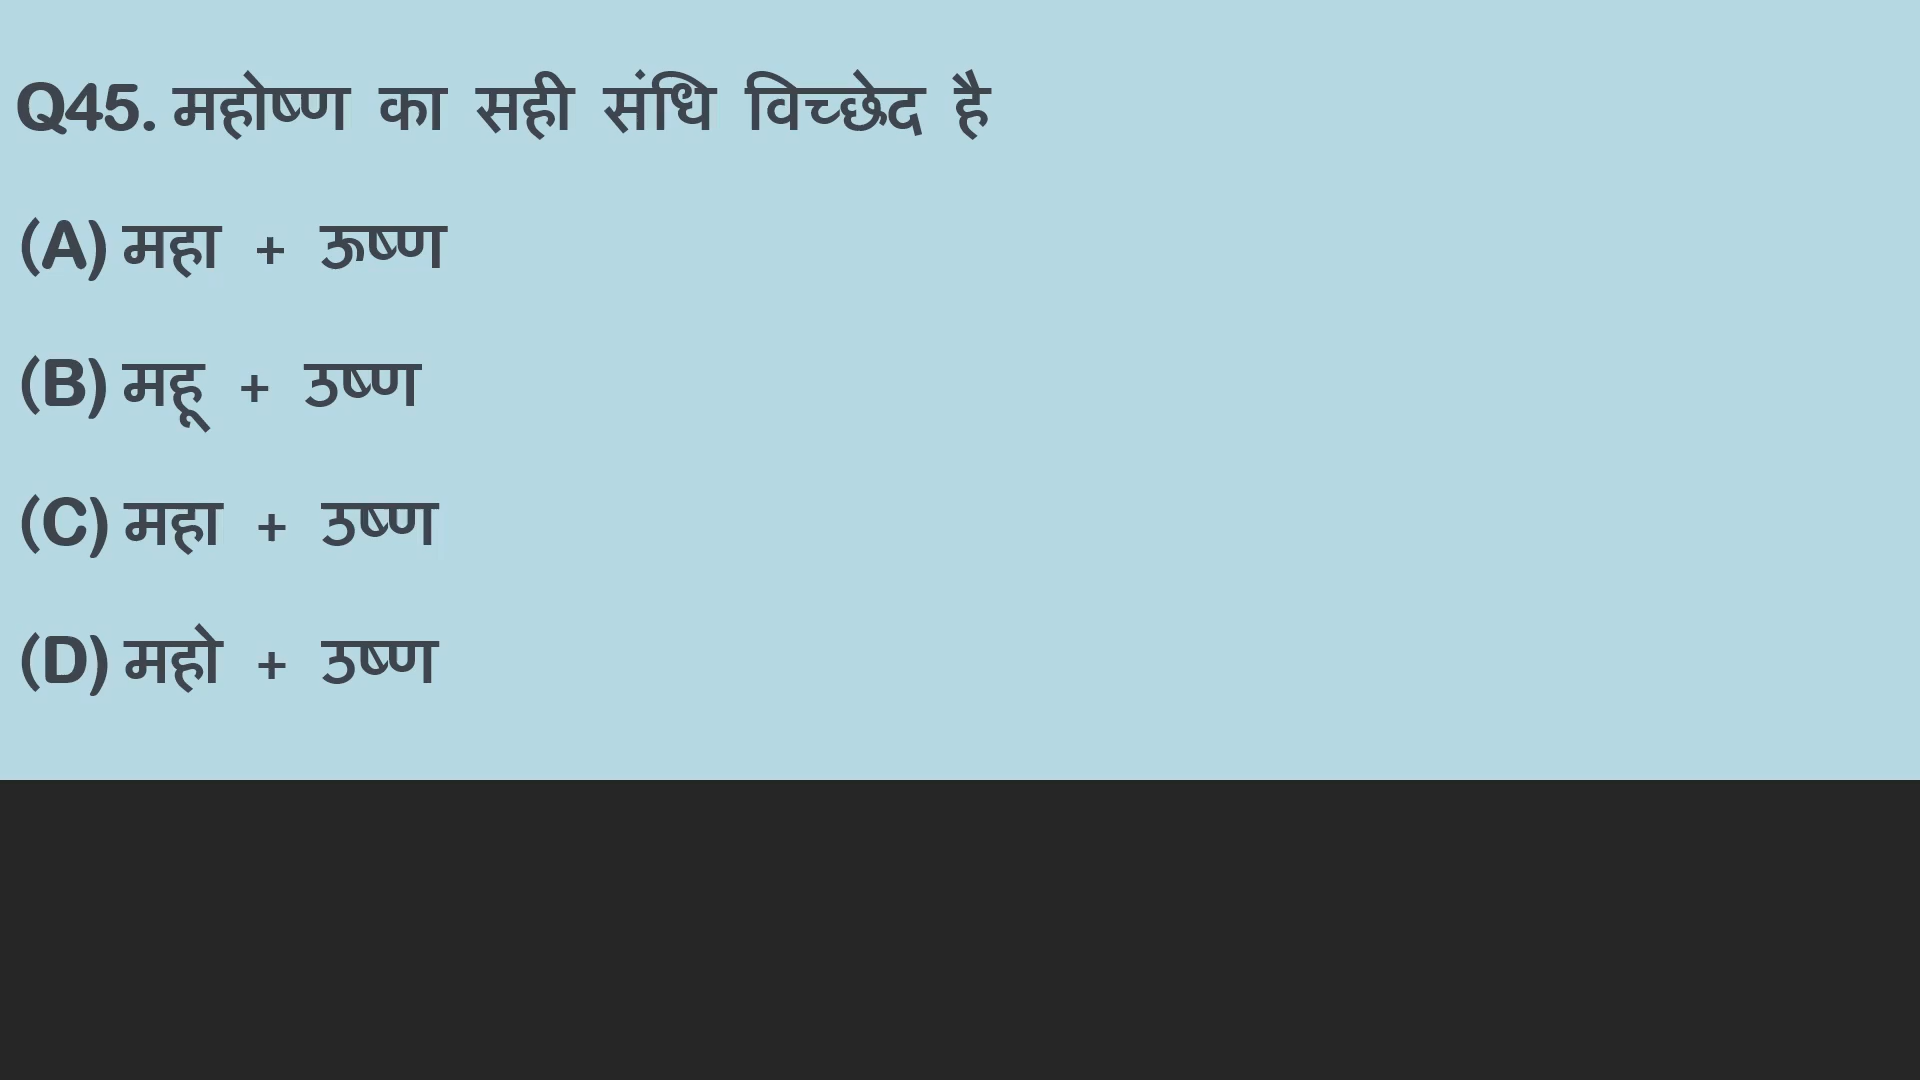 Q45. महोष्ण का सही संधि विच्छेद है
(A) महा + ऊष्ण
(B) महू + उष्ण
(C) महा + उष्ण
(D) महो + उष्ण